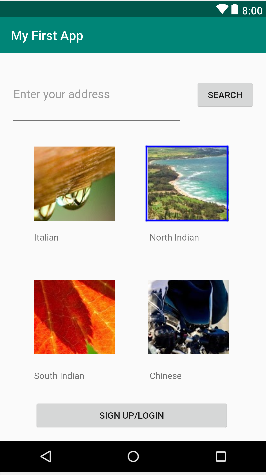 8:00
My First App
Enter your address
SEARCH
Italian
North Indian
South Indian
Chinese
SIGN UP/LOGIN